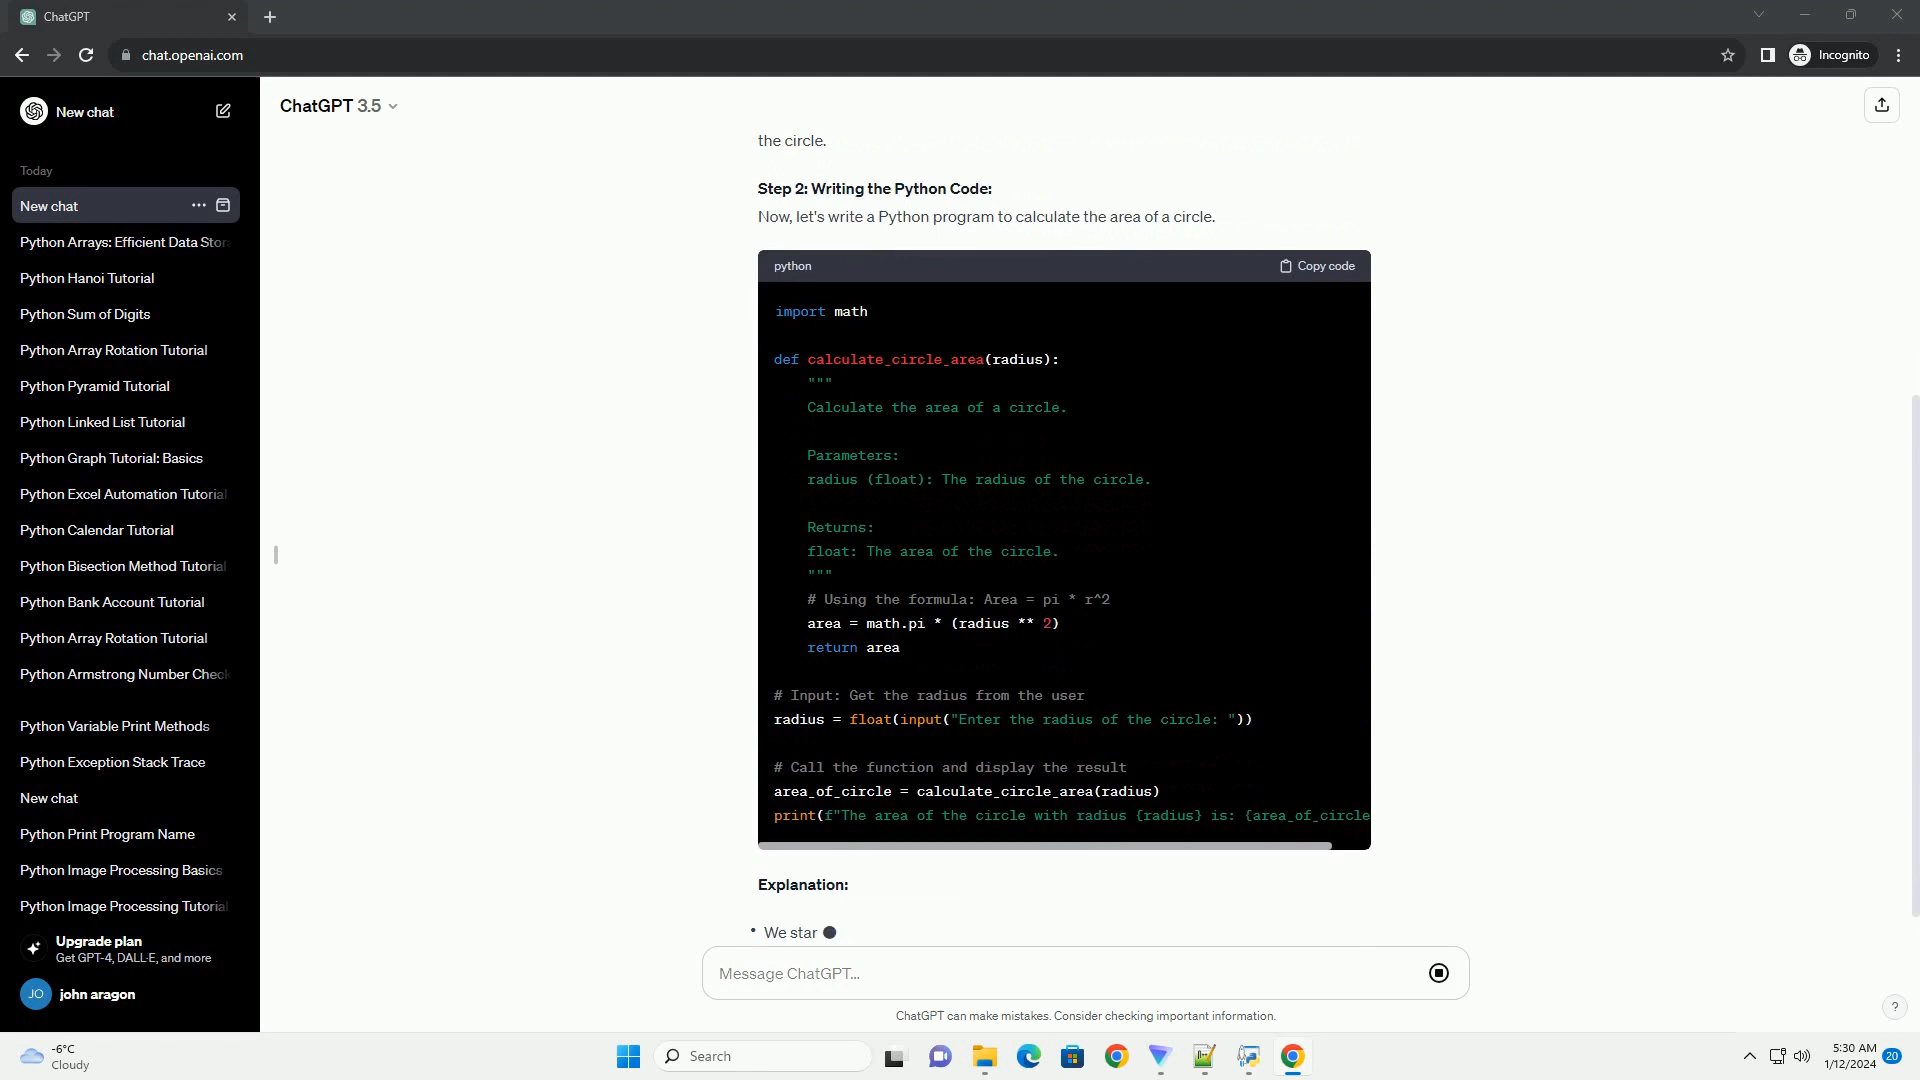 ChatGPT
chat.openai.com
Incognito
New chat
Today
New chat
Python Arrays: Efficient Data Stora
Python Hanoi Tutorial
Python Sum of Digits
Python Array Rotation Tutorial
Python Pyramid Tutorial
Python Linked List Tutorial
Python Graph Tutorial: Basics
Python Excel Automation Tutorial
Python Calendar Tutorial
Python Bisection Method Tutorial
Python Bank Account Tutorial
Python Array Rotation Tutorial
Python Armstrong Number Check
Python Variable Print Methods
Python Exception Stack Trace
New chat
Python Print Program Name
Python Image Processing Basics
Python Image Processing Tutorial
Upgrade plan
Get GPT-4, DALL·E, and more
JO john aragon
ChatGPT 3.5
the circle.
Step 2: Writing the Python Code:
Now, let's write a Python program to calculate the area of a circle.
python Copy code
import math
def calculate_circle_area(radius):
"""
Calculate the area of a circle.
Parameters:
radius (float): The radius of the circle.
Returns:
float: The area of the circle.
"""
# Using the formula: Area = pi * r^2
area = math.pi * (radius ** 2)
return area
# Input: Get the radius from the user
radius = float(input("Enter the radius of the circle: "))
# Call the function and display the result
area_of_circle = calculate_circle_area(radius)
print(f"The area of the circle with radius {radius} is: {area_of_circle
Explanation:
• We star
Message ChatGPT...
ChatGPT can make mistakes. Consider checking important information.
?
-6°C
Cloudy
Search
5:30 AM
1/12/2024
20